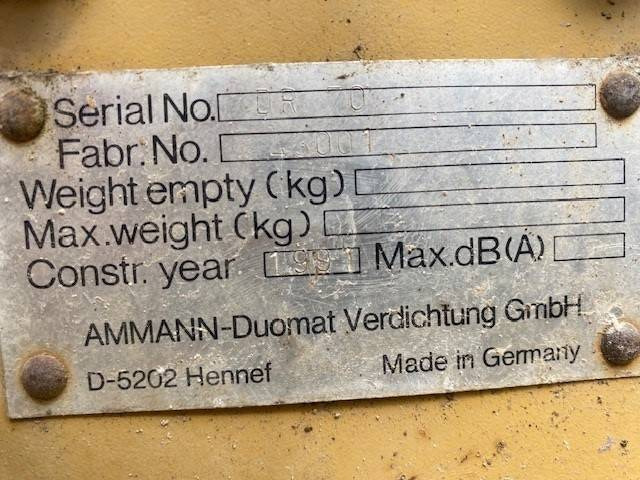 Serial No. DR 70
Fabr. No. 43001
Weight empty (kg)
Max. weight (kg)
Constr. year 1991 Max. dB(A)
AMMANN-Duomat Verdichtung GmbH
D-5202 Hennef Made in Germany